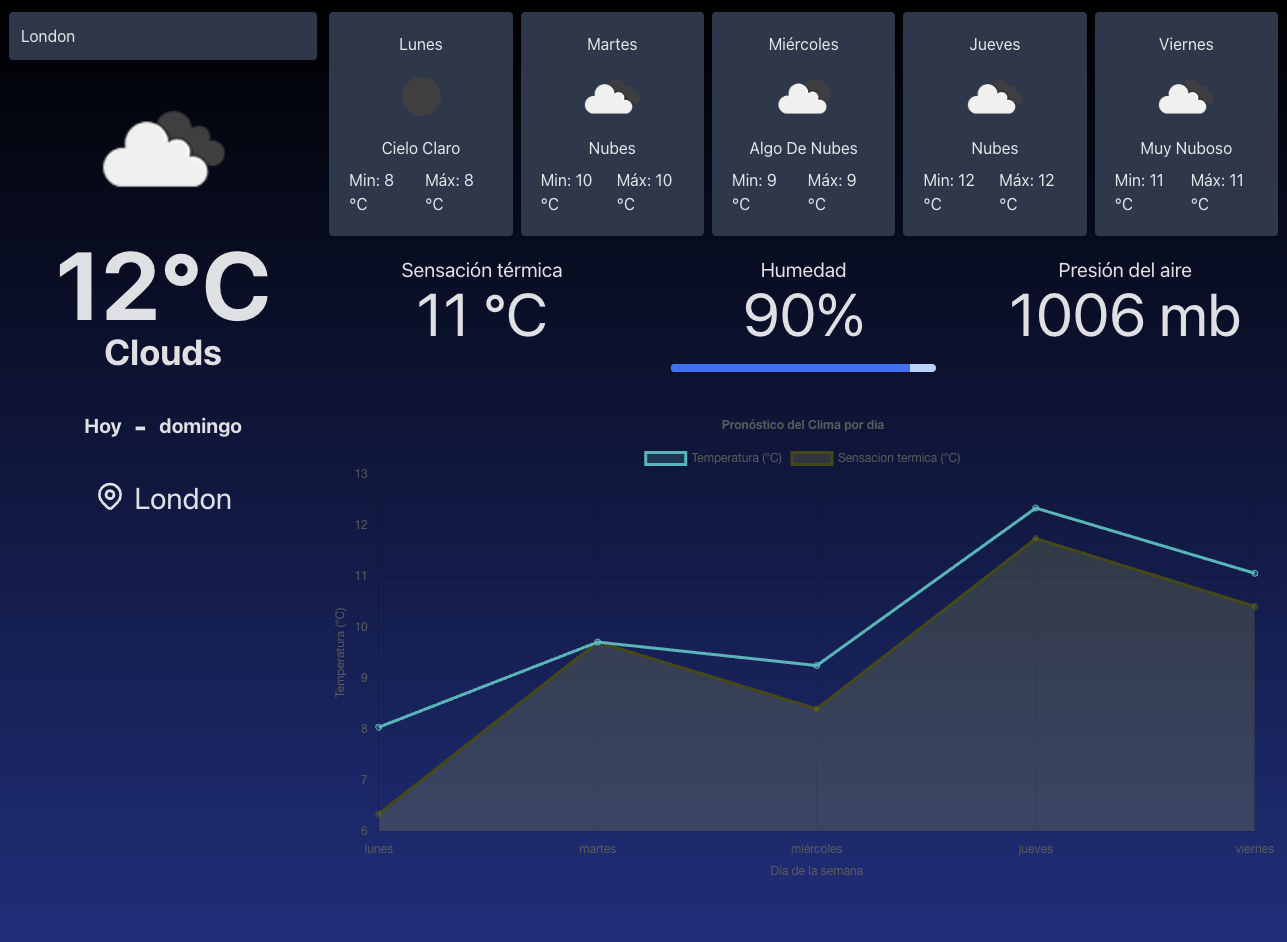 London
12°C
Clouds
Hoy - domingo
London
Lunes
Cielo Claro
Min: 8 °C
Máx: 8 °C
Martes
Nubes
Min: 10 °C
Máx: 10 °C
Miércoles
Algo De Nubes
Min: 9 °C
Máx: 9 °C
Jueves
Nubes
Min: 12 °C
Máx: 12 °C
Viernes
Muy Nuboso
Min: 11 °C
Máx: 11 °C
Sensación térmica
11 °C
Humedad
90%
Presión del aire
1006 mb
Pronóstico del Clima por dia
Temperatura (°C)
Sensacion termica (°C)
Temperatura (°C)
13
12
11
10
9
8
7
6
lunes
martes
miércoles
jueves
viernes
Día de la semana